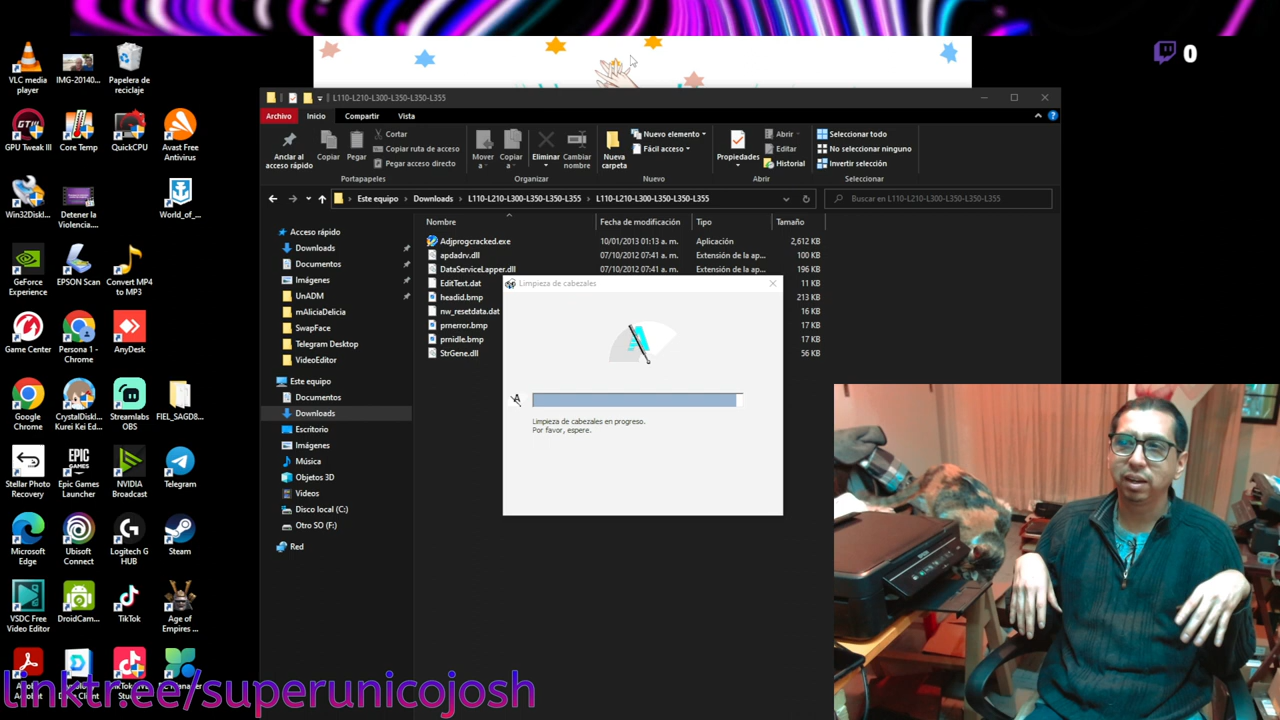 VLC media player
IMG-20140...
Papelera de reciclaje
0
GPU Tweak III
Core Temp
QuickCPU
Avast Free Antivirus
Win32Diskl...
Detener la Violencia....
World_of_...
GeForce Experience
EPSON Scan
Convert MP4 to MP3
Game Center
Persona 1 - Chrome
AnyDesk
Google Chrome
CrystalDiskI... Kurei Kei Ed...
Streamlabs OBS
FIEL_SAGD8...
Stellar Photo Recovery
Epic Games Launcher
NVIDIA Broadcast
Telegram
Microsoft Edge
Ubisoft Connect
Logitech G HUB
Steam
VSDC Free Video Editor
DroidCam...
TikTok
Age of Empires ...
linktr.ee/superunicojosh
L110-L210-L300-L350-L350-L355
Archivo Inicio Compartir Vista
Anclar al acceso rápido
Copiar
Pegar
Cortar
Copiar ruta de acceso
Pegar acceso directo
Portapapeles
Mover a
Copiar a
Eliminar
Cambiar nombre
Organizar
Nueva carpeta
Nuevo elemento
Fácil acceso
Nuevo
Propiedades
Abrir
Editar
Historial
Abrir
Seleccionar todo
No seleccionar ninguno
Invertir selección
Seleccionar
Este equipo > Downloads > L110-L210-L300-L350-L350-L355 > L110-L210-L300-L350-L350-L355
Buscar en L110-L210-L300-L350-L350-L355
Acceso rápido
Downloads
Documentos
Imágenes
UnADM
mAliciaDelicia
SwapFace
Telegram Desktop
VideoEditor
Este equipo
Documentos
Downloads
Escritorio
Imágenes
Música
Objetos 3D
Videos
Disco local (C:)
Otro SO (F:)
Red
Nombre Fecha de modificación Tipo Tamaño
Adjprogcracked.exe 10/01/2013 01:13 a. m. Aplicación 2,612 KB
apdadrv.dll 07/10/2012 07:41 a. m. Extensión de la ap... 100 KB
DataServiceLapper.dll 07/10/2012 07:41 a. m. Extensión de la ap... 196 KB
EditText.dat 11 KB
headid.bmp 213 KB
nw_resetdata.dat 16 KB
prnerror.bmp 17 KB
prnidle.bmp 17 KB
StrGene.dll 56 KB
Limpieza de cabezales
Limpieza de cabezales en progreso.
Por favor, espere.
EPSON